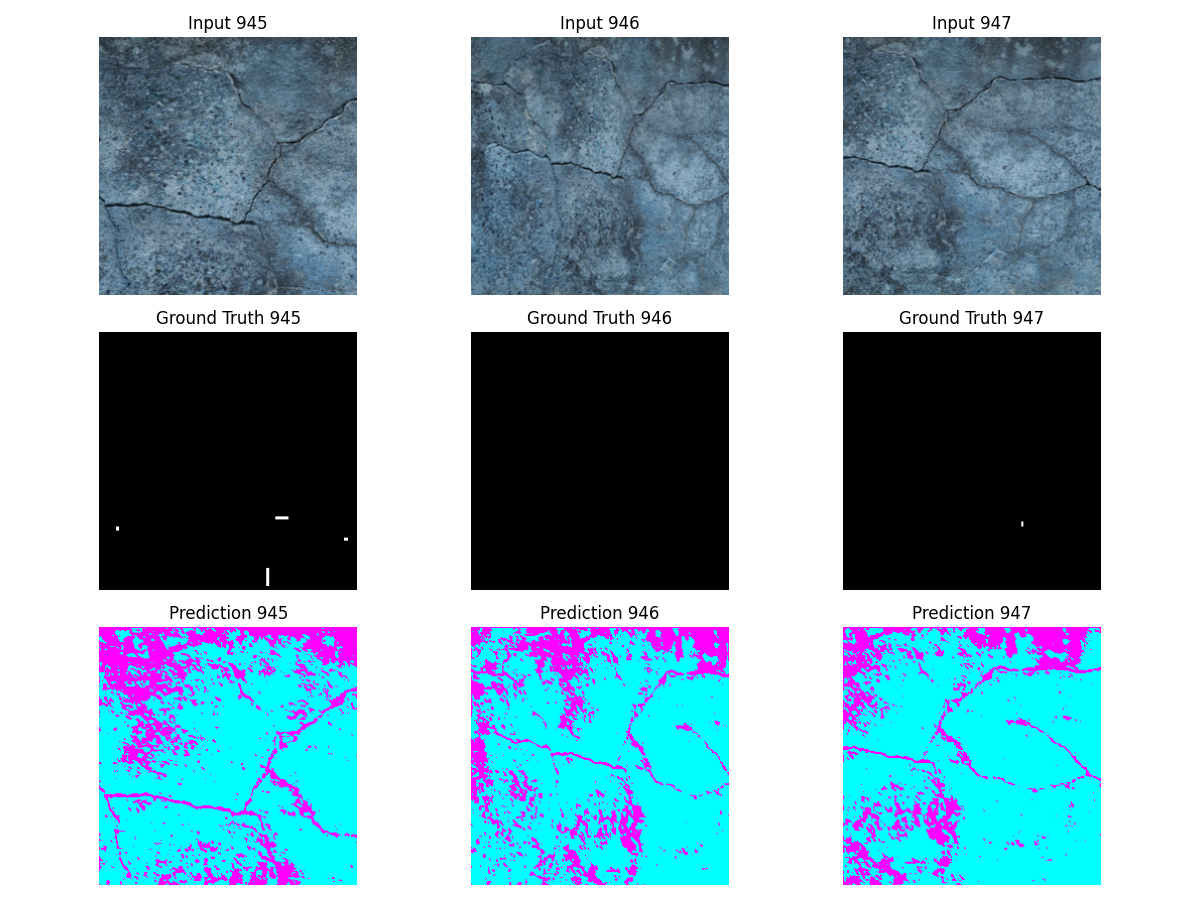 Input 945
Input 946
Input 947
Ground Truth 945
Ground Truth 946
Ground Truth 947
Prediction 945
Prediction 946
Prediction 947